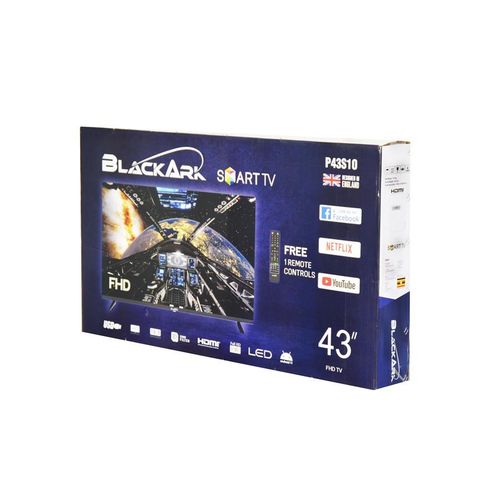 P43S10
BLACKARK
SMART TV
DESIGNED IN
ENGLAND
Facebook
NETFLIX
YouTube
FREE
1 REMOTE
CONTROLS
FHD
USB
HDMI
LED
43"
FHD TV
HDMI
SMART TV
BLACKARK